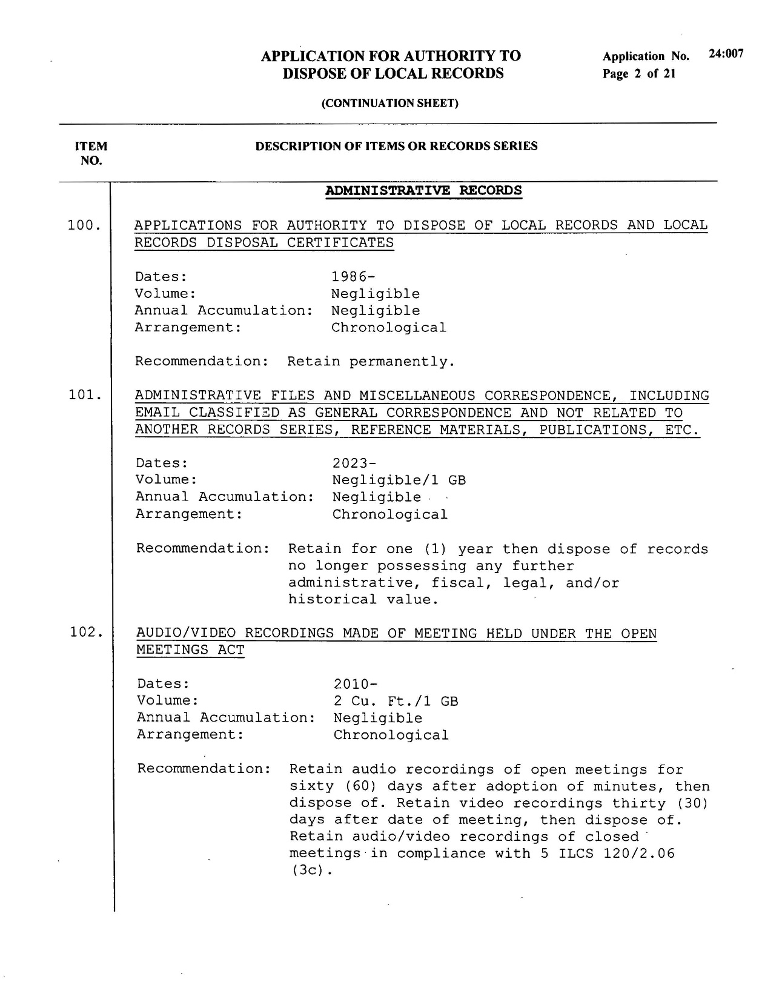 APPLICATION FOR AUTHORITY TO
DISPOSE OF LOCAL RECORDS
Application No. 24:007
Page 2 of 21
(CONTINUATION SHEET)
ITEM
NO.
DESCRIPTION OF ITEMS OR RECORDS SERIES
ADMINISTRATIVE RECORDS
100. APPLICATIONS FOR AUTHORITY TO DISPOSE OF LOCAL RECORDS AND LOCAL
RECORDS DISPOSAL CERTIFICATES
Dates: 1986-
Volume: Negligible
Annual Accumulation: Negligible
Arrangement: Chronological
Recommendation: Retain permanently.
101. ADMINISTRATIVE FILES AND MISCELLANEOUS CORRESPONDENCE, INCLUDING
EMAIL CLASSIFIED AS GENERAL CORRESPONDENCE AND NOT RELATED TO
ANOTHER RECORDS SERIES, REFERENCE MATERIALS, PUBLICATIONS, ETC.
Dates: 2023-
Volume: Negligible/1 GB
Annual Accumulation: Negligible
Arrangement: Chronological
Recommendation: Retain for one (1) year then dispose of records
no longer possessing any further
administrative, fiscal, legal, and/or
historical value.
102. AUDIO/VIDEO RECORDINGS MADE OF MEETING HELD UNDER THE OPEN
MEETINGS ACT
Dates: 2010-
Volume: 2 Cu. Ft./1 GB
Annual Accumulation: Negligible
Arrangement: Chronological
Recommendation: Retain audio recordings of open meetings for
sixty (60) days after adoption of minutes, then
dispose of. Retain video recordings thirty (30)
days after date of meeting, then dispose of.
Retain audio/video recordings of closed
meetings in compliance with 5 ILCS 120/2.06
(3c).